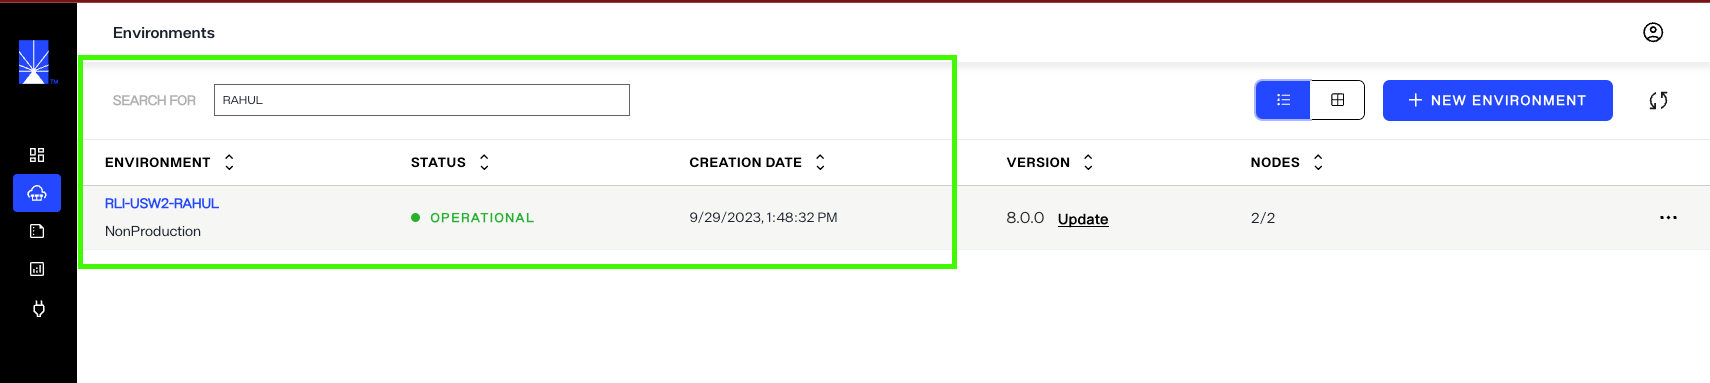 Environments
SEARCH FOR RAHUL
NEW ENVIRONMENT
ENVIRONMENT STATUS CREATION DATE VERSION NODES
RLI-USW2-RAHUL
NonProduction
OPERATIONAL 9/29/2023, 1:48:32 PM 8.0.0 Update 2/2
TM